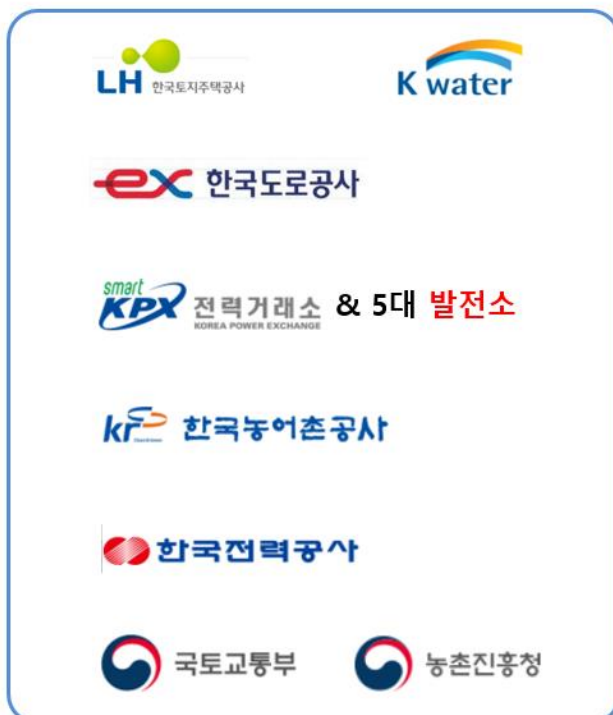 LH 한국토지주택공사
K water
ex 한국도로공사
smart
KPX 전력거래소 & 5대 발전소
KOREA POWER EXCHANGE
kr 한국농어촌공사
한국전력공사
국토교통부
농촌진흥청